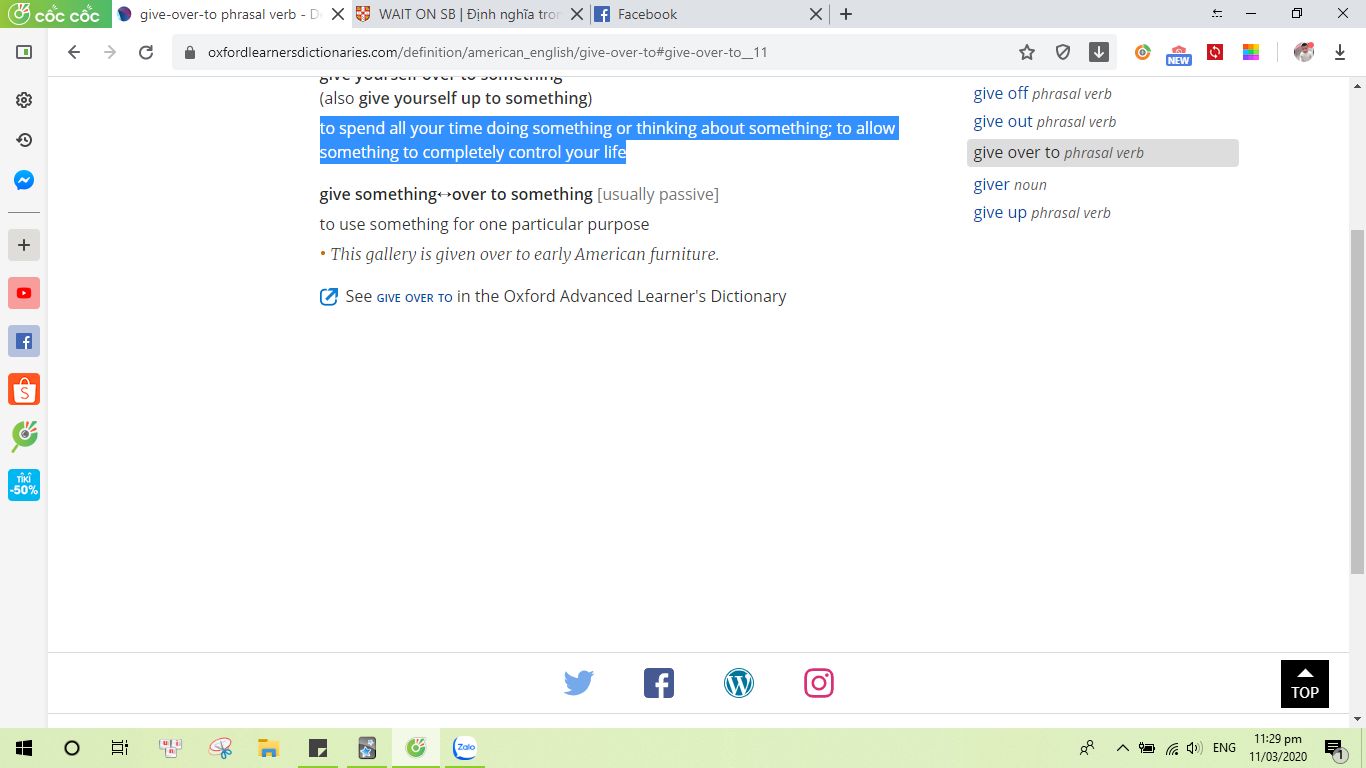 cốc cốc
give-over-to phrasal verb - D
WAIT ON SB | Định nghĩa tron
Facebook
oxfordlearnersdictionaries.com/definition/american_english/give-over-to#give-over-to__11
NEW
give yourself over to something
(also give yourself up to something)
to spend all your time doing something or thinking about something; to allow
something to completely control your life
give something↔over to something [usually passive]
to use something for one particular purpose
• This gallery is given over to early American furniture.
See GIVE OVER TO in the Oxford Advanced Learner's Dictionary
give off phrasal verb
give out phrasal verb
give over to phrasal verb
giver noun
give up phrasal verb
TIKI
-50%
TOP
Zalo
ENG
11:29 pm
11/03/2020
1